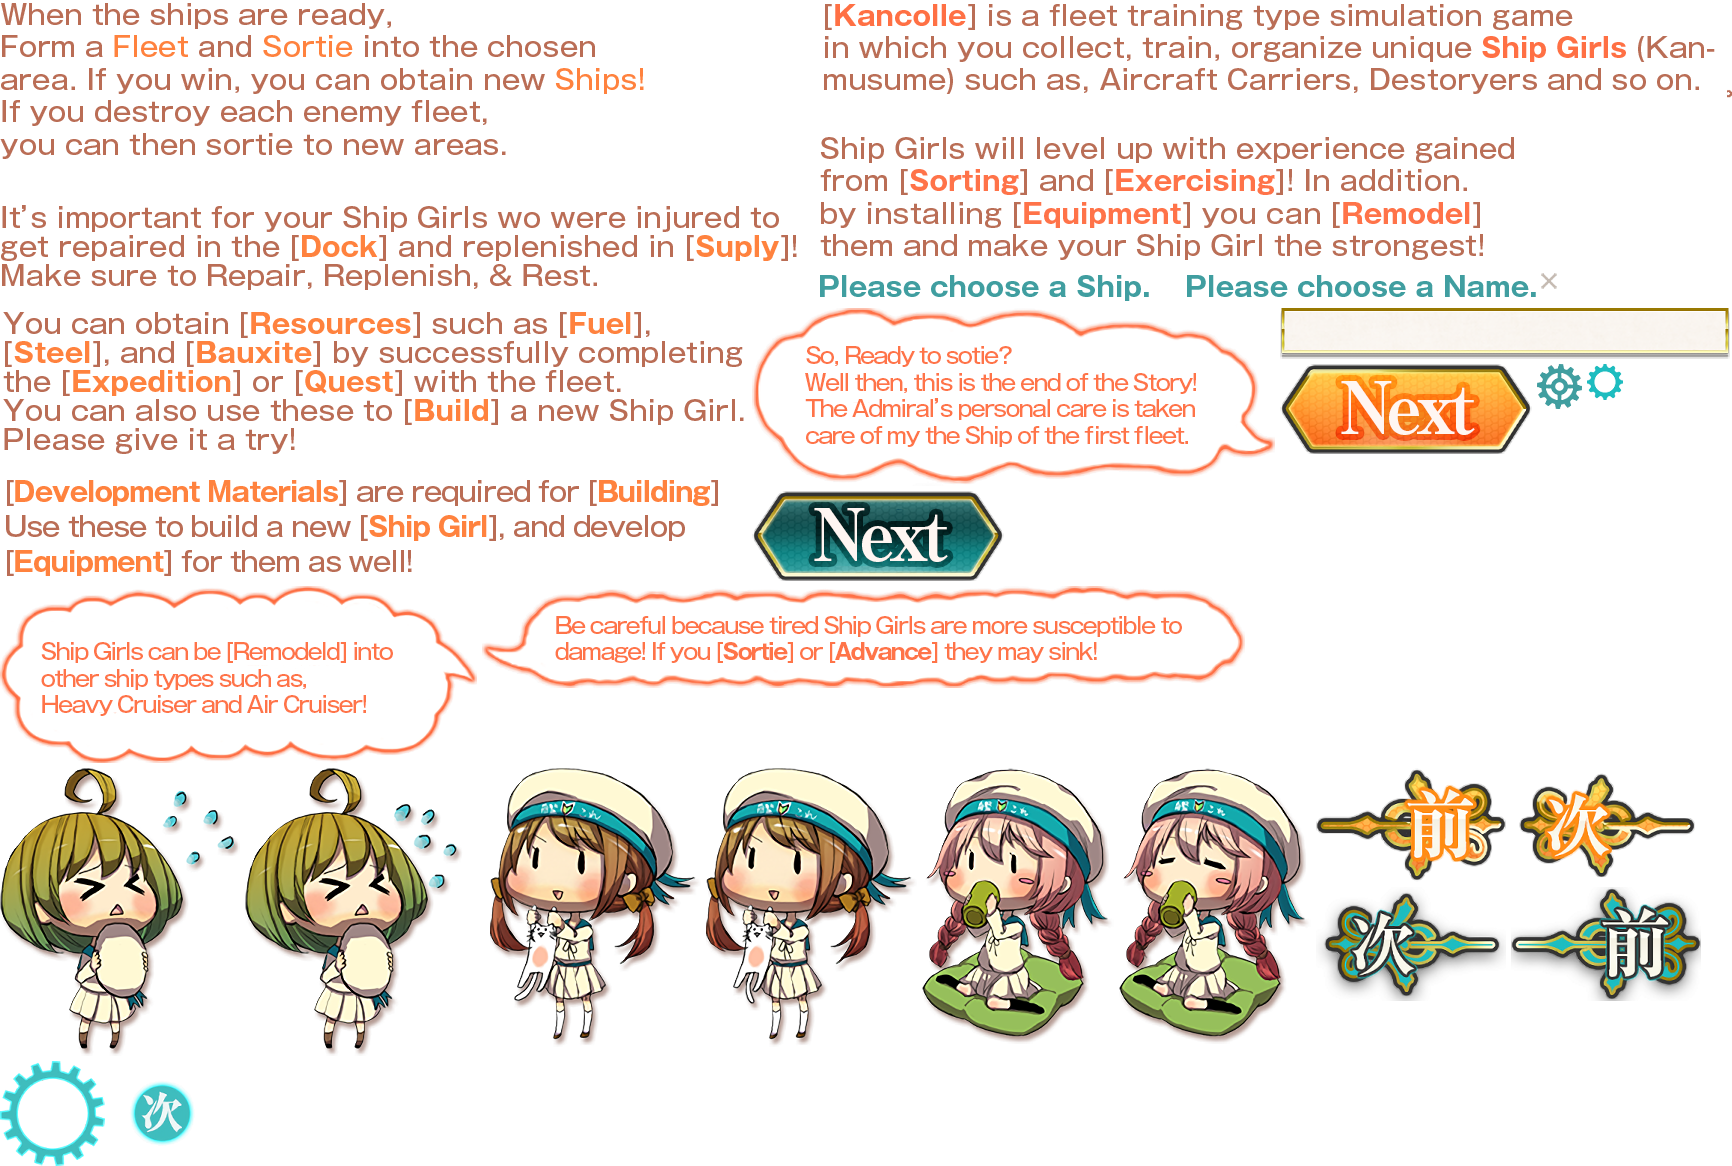 When the ships are ready,
Form a Fleet and Sortie into the chosen
area. If you win, you can obtain new Ships!
If you destroy each enemy fleet,
you can then sortie to new areas.
It's important for your Ship Girls wo were injured to
get repaired in the [Dock] and replenished in [Suply]!
Make sure to Repair, Replenish, & Rest.
You can obtain [Resources] such as [Fuel],
[Steel], and [Bauxite] by successfully completing
the [Expedition] or [Quest] with the fleet.
You can also use these to [Build] a new Ship Girl.
Please give it a try!
[Development Materials] are required for [Building]
Use these to build a new [Ship Girl], and develop
[Equipment] for them as well!
[Kancolle] is a fleet training type simulation game
in which you collect, train, organize unique Ship Girls (Kan-
musume) such as, Aircraft Carriers, Destoryers and so on.
。
Ship Girls will level up with experience gained
from [Sorting] and [Exercising]! In addition.
by installing [Equipment] you can [Remodel]
them and make your Ship Girl the strongest!
Please choose a Ship.
Please choose a Name.
×
So, Ready to sotie?
Well then, this is the end of the Story!
The Admiral's personal care is taken
care of my the Ship of the first fleet.
Next
Next
Ship Girls can be [Remodeld] into
other ship types such as,
Heavy Cruiser and Air Cruiser!
Be careful because tired Ship Girls are more susceptible to
damage! If you [Sortie] or [Advance] they may sink!
艦これ
艦これ
艦これ
艦これ
前
次
次
前
次